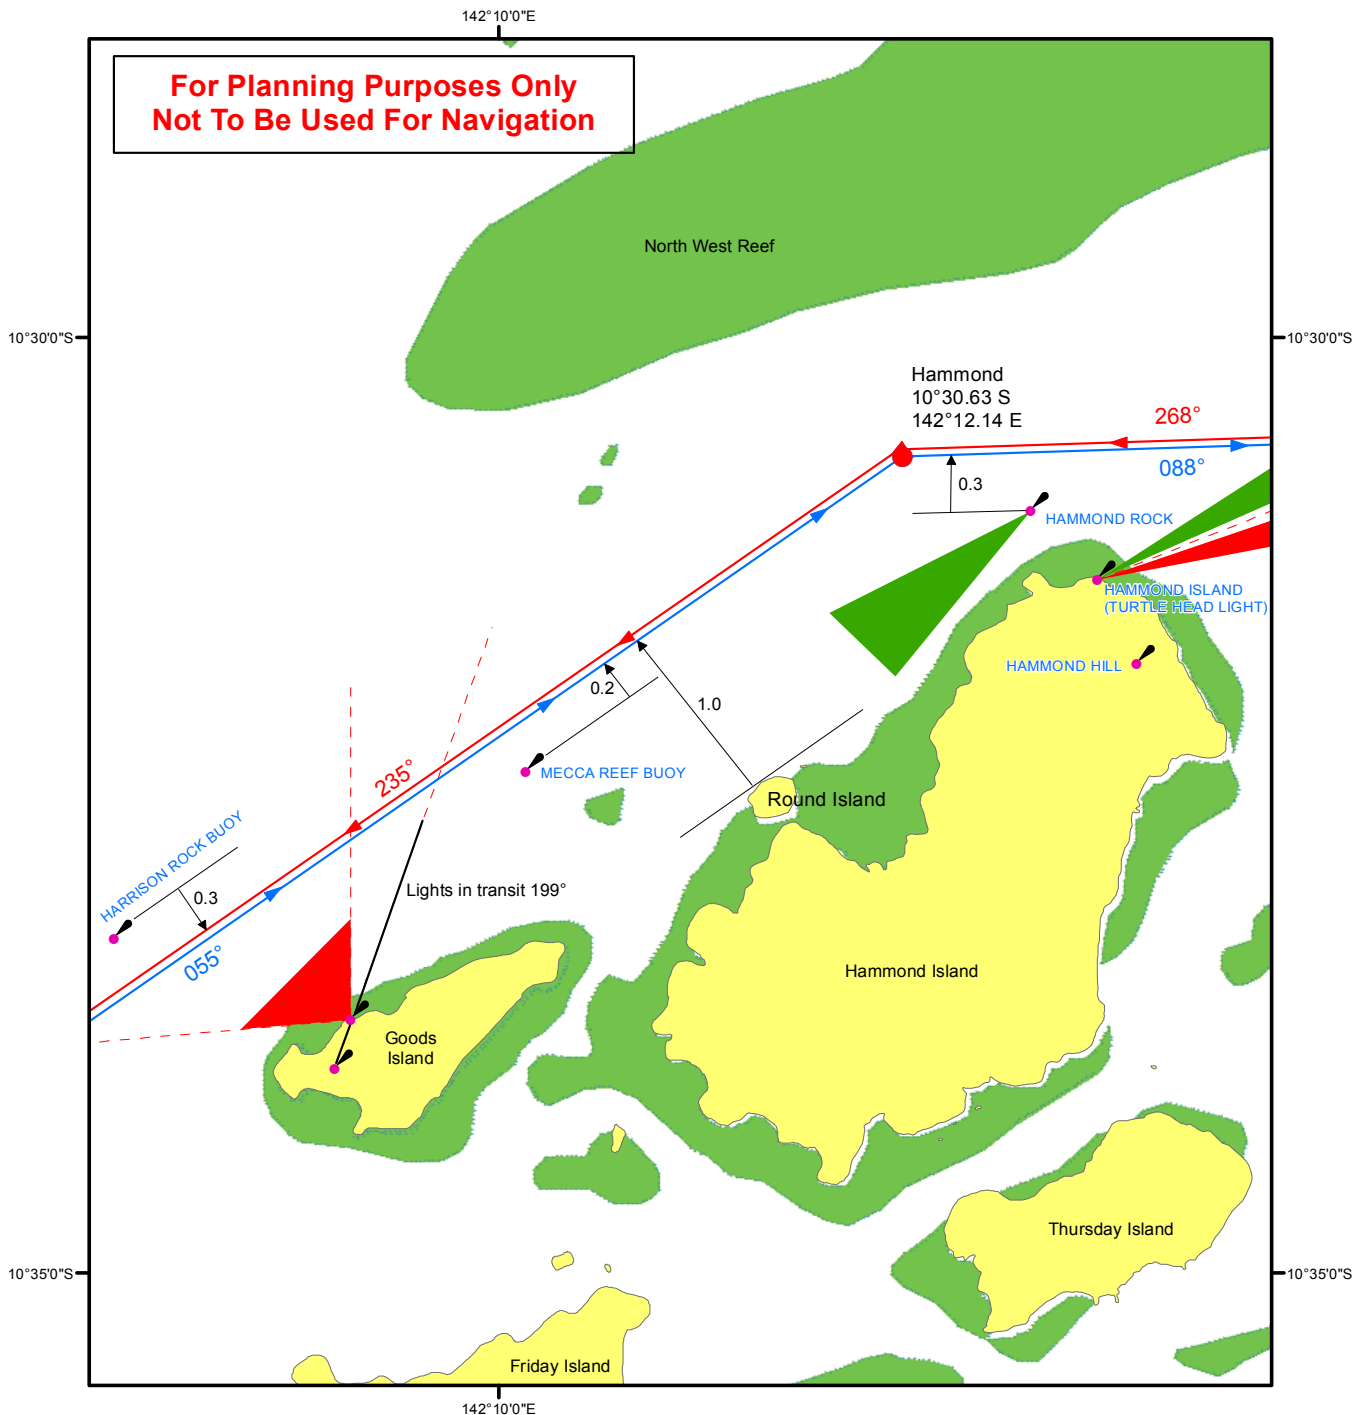 142°10'0"E
For Planning Purposes Only
Not To Be Used For Navigation
North West Reef
10°30'0"S
10°30'0"S
Hammond
10°30.63 S
142°12.14 E
268°
088°
0.3
HAMMOND ROCK
HAMMOND ISLAND
(TURTLE HEAD LIGHT)
HAMMOND HILL
0.2
1.0
235°
MECCA REEF BUOY
Round Island
HARRISON ROCK BUOY
0.3
Lights in transit 199°
055°
Hammond Island
Goods
Island
Thursday Island
10°35'0"S
10°35'0"S
Friday Island
142°10'0"E